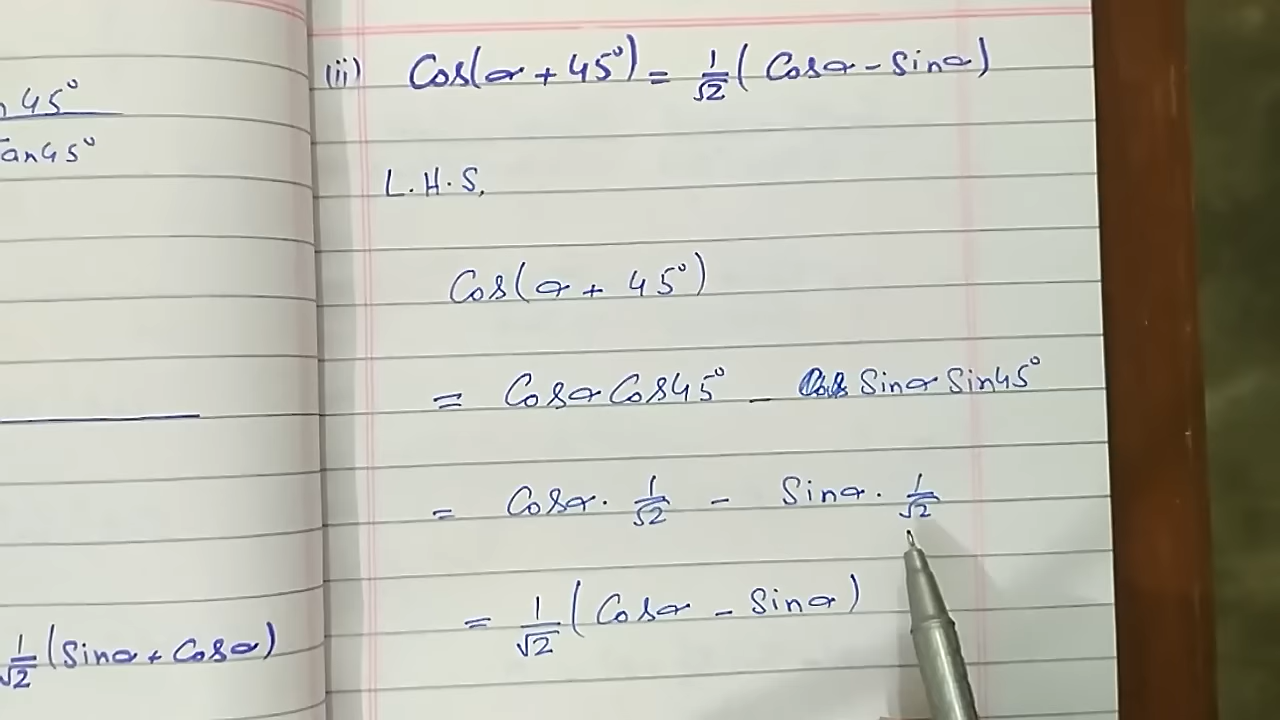 n 45°
Tan45°
1/√2 (Sinα + Cosα)
(ii) Cos(α + 45°) = 1/√2 ( Cosα - Sinα )
L.H.S,
Cos(α + 45°)
= Cosα Cos45° - Sinα Sin45°
= Cosα · 1/√2 - Sinα · 1/√2
= 1/√2 ( Cosα - Sinα )